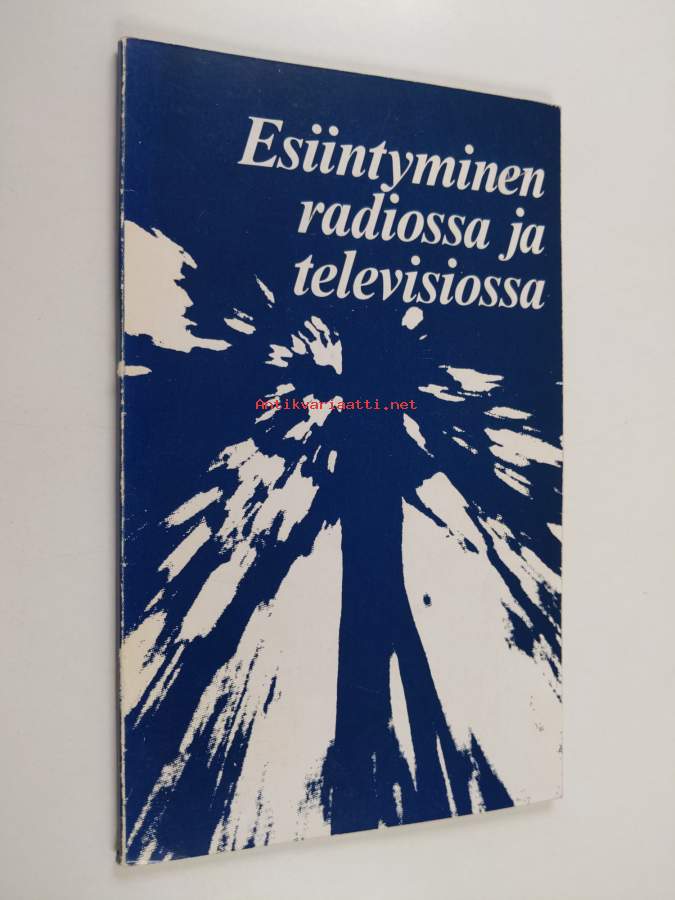 Esiintyminen
radiossa ja
televisiossa
Antikvariaatti.net